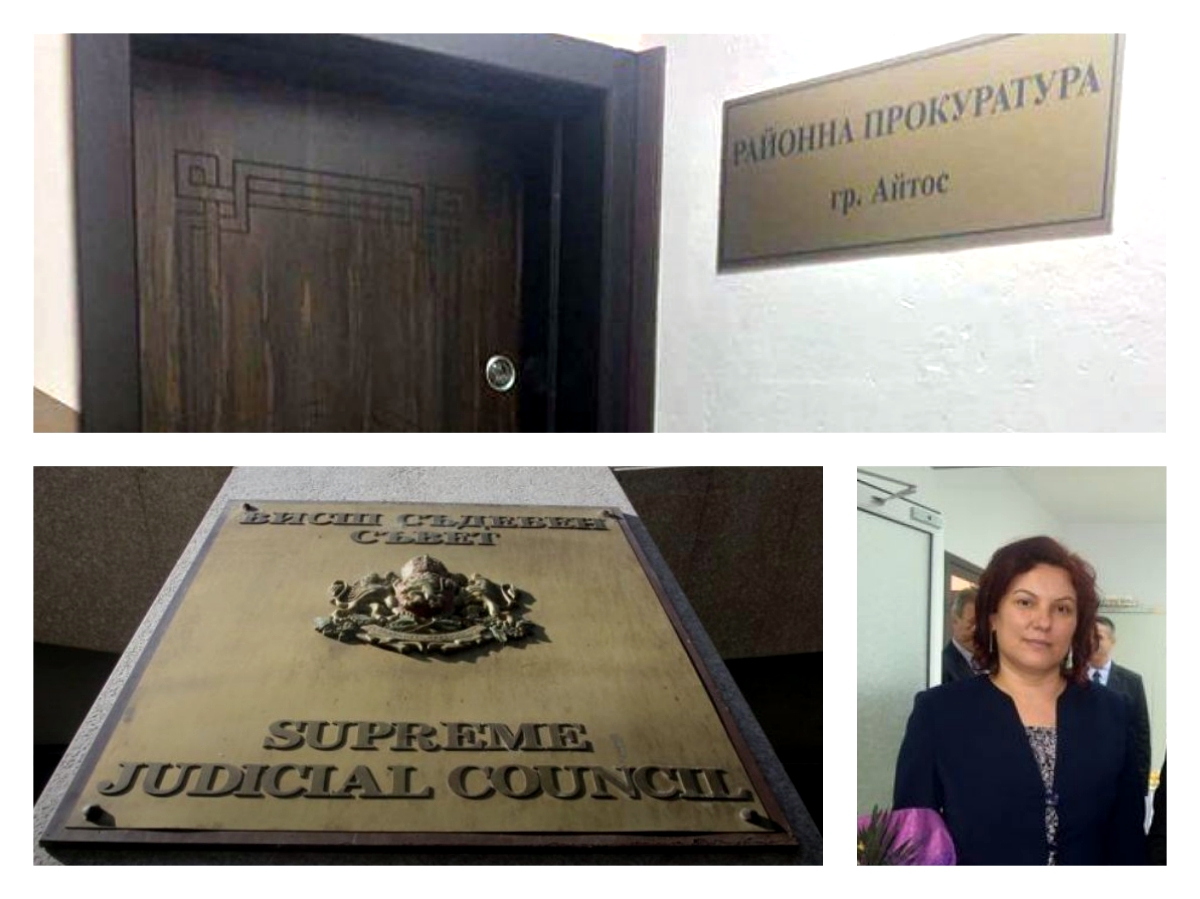 РАЙОННА ПРОКУРАТУРА
гр. Айтос
ВИСШ СЪДЕБЕН
СЪВЕТ
SUPREME
JUDICIAL COUNCIL